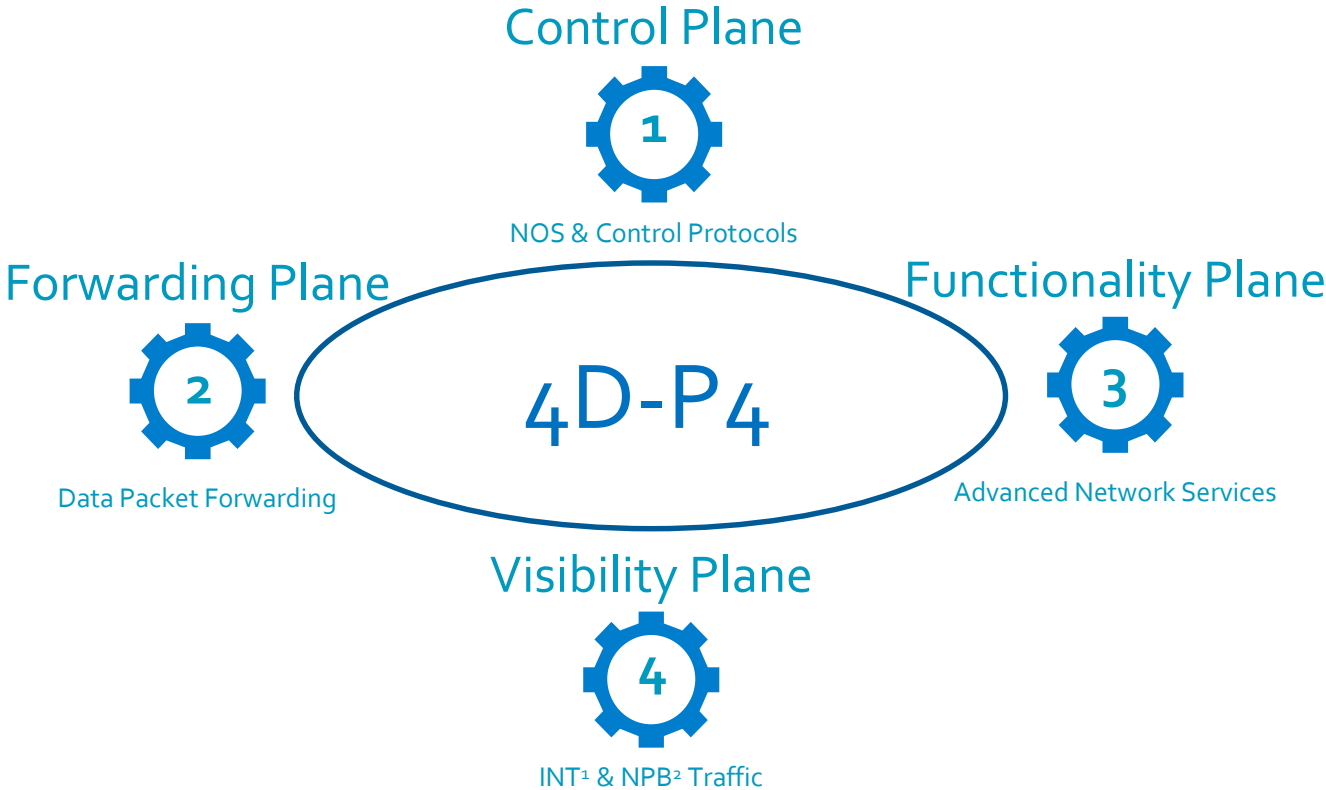 Control Plane
1
NOS & Control Protocols
Forwarding Plane
2
Data Packet Forwarding
4D-P4
Functionality Plane
3
Advanced Network Services
Visibility Plane
4
INT¹ & NPB² Traffic